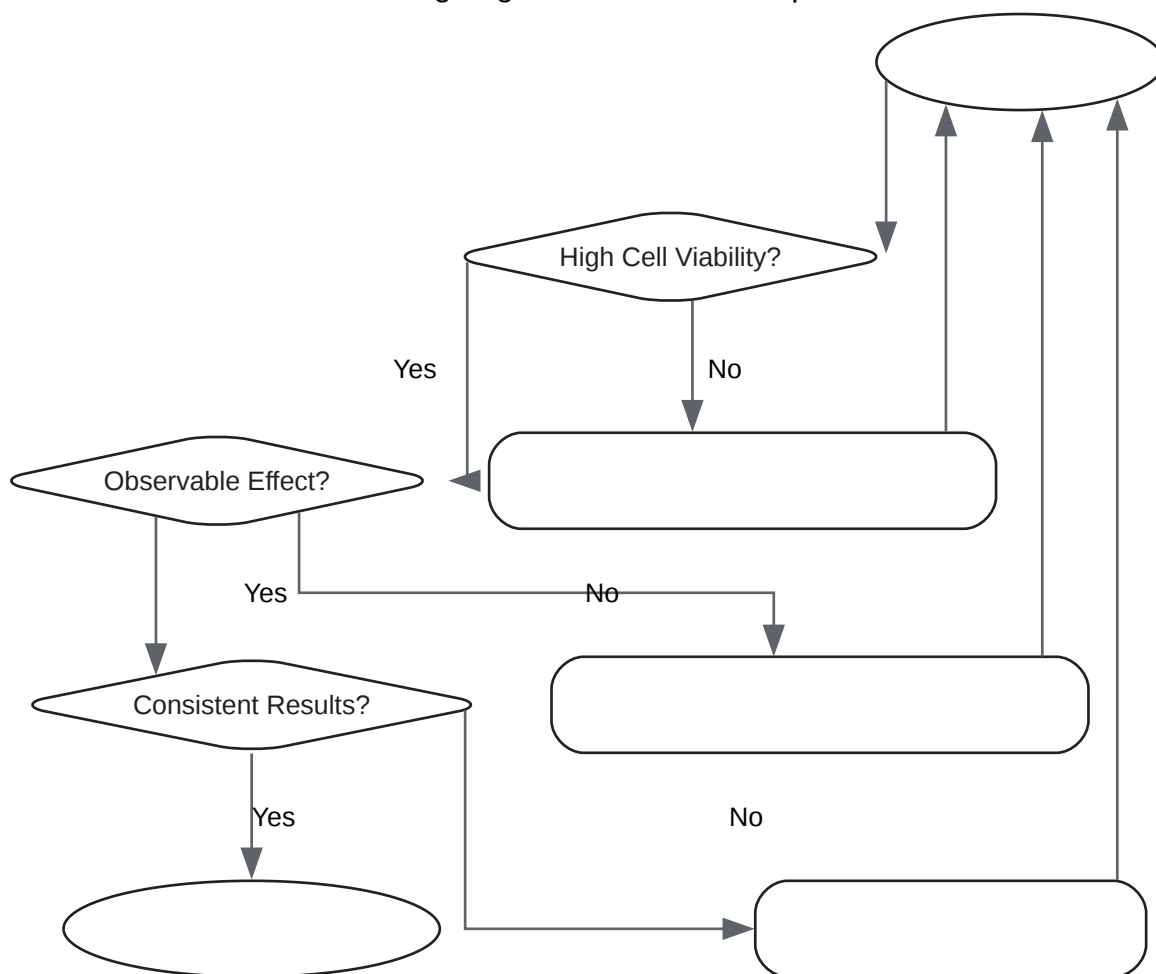 High Cell Viability?
Yes
No
Observable Effect?
Yes
No
Consistent Results?
Yes
No